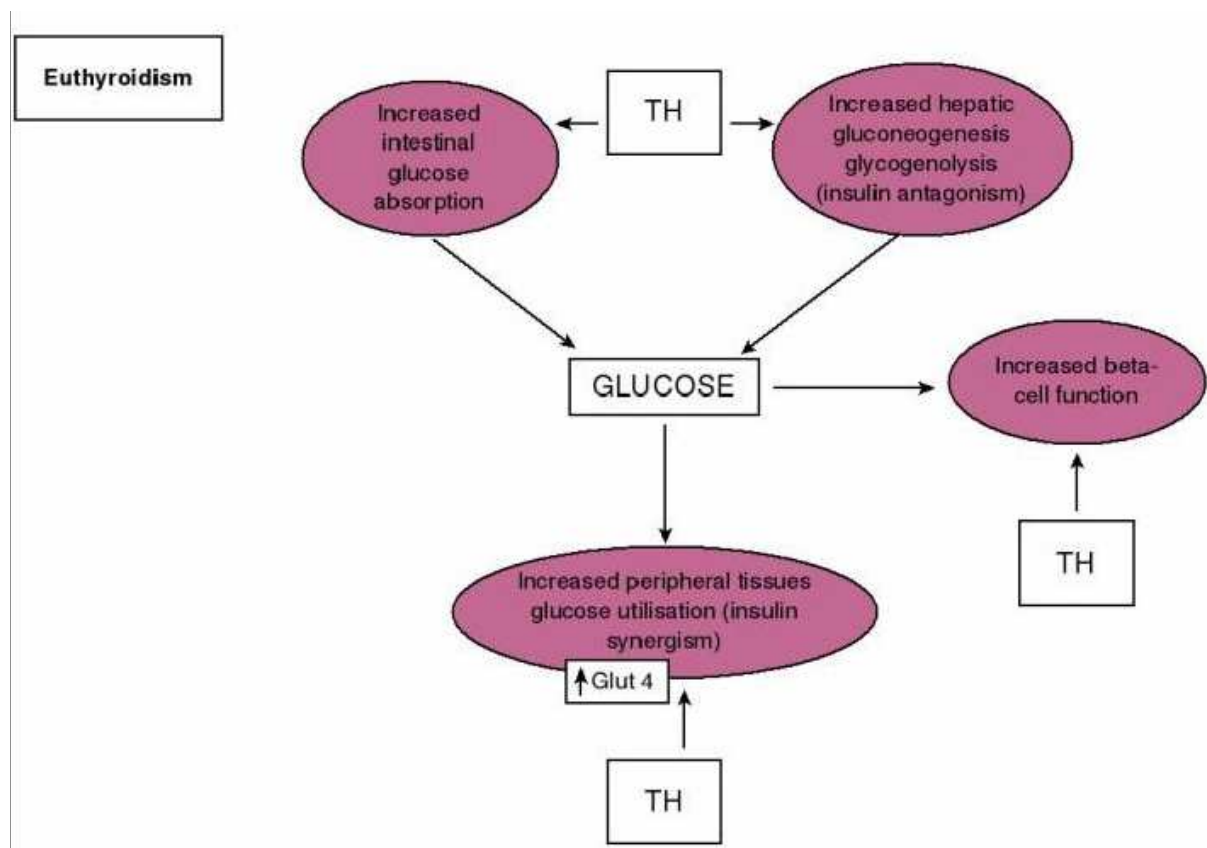 Euthyroidism
Increased
intestinal
glucose
absorption
TH
Increased hepatic
gluconeogenesis
glycogenolysis
(insulin antagonism)
GLUCOSE
Increased beta-
cell function
TH
Increased peripheral tissues
glucose utilisation (insulin
synergism)
Glut 4
TH